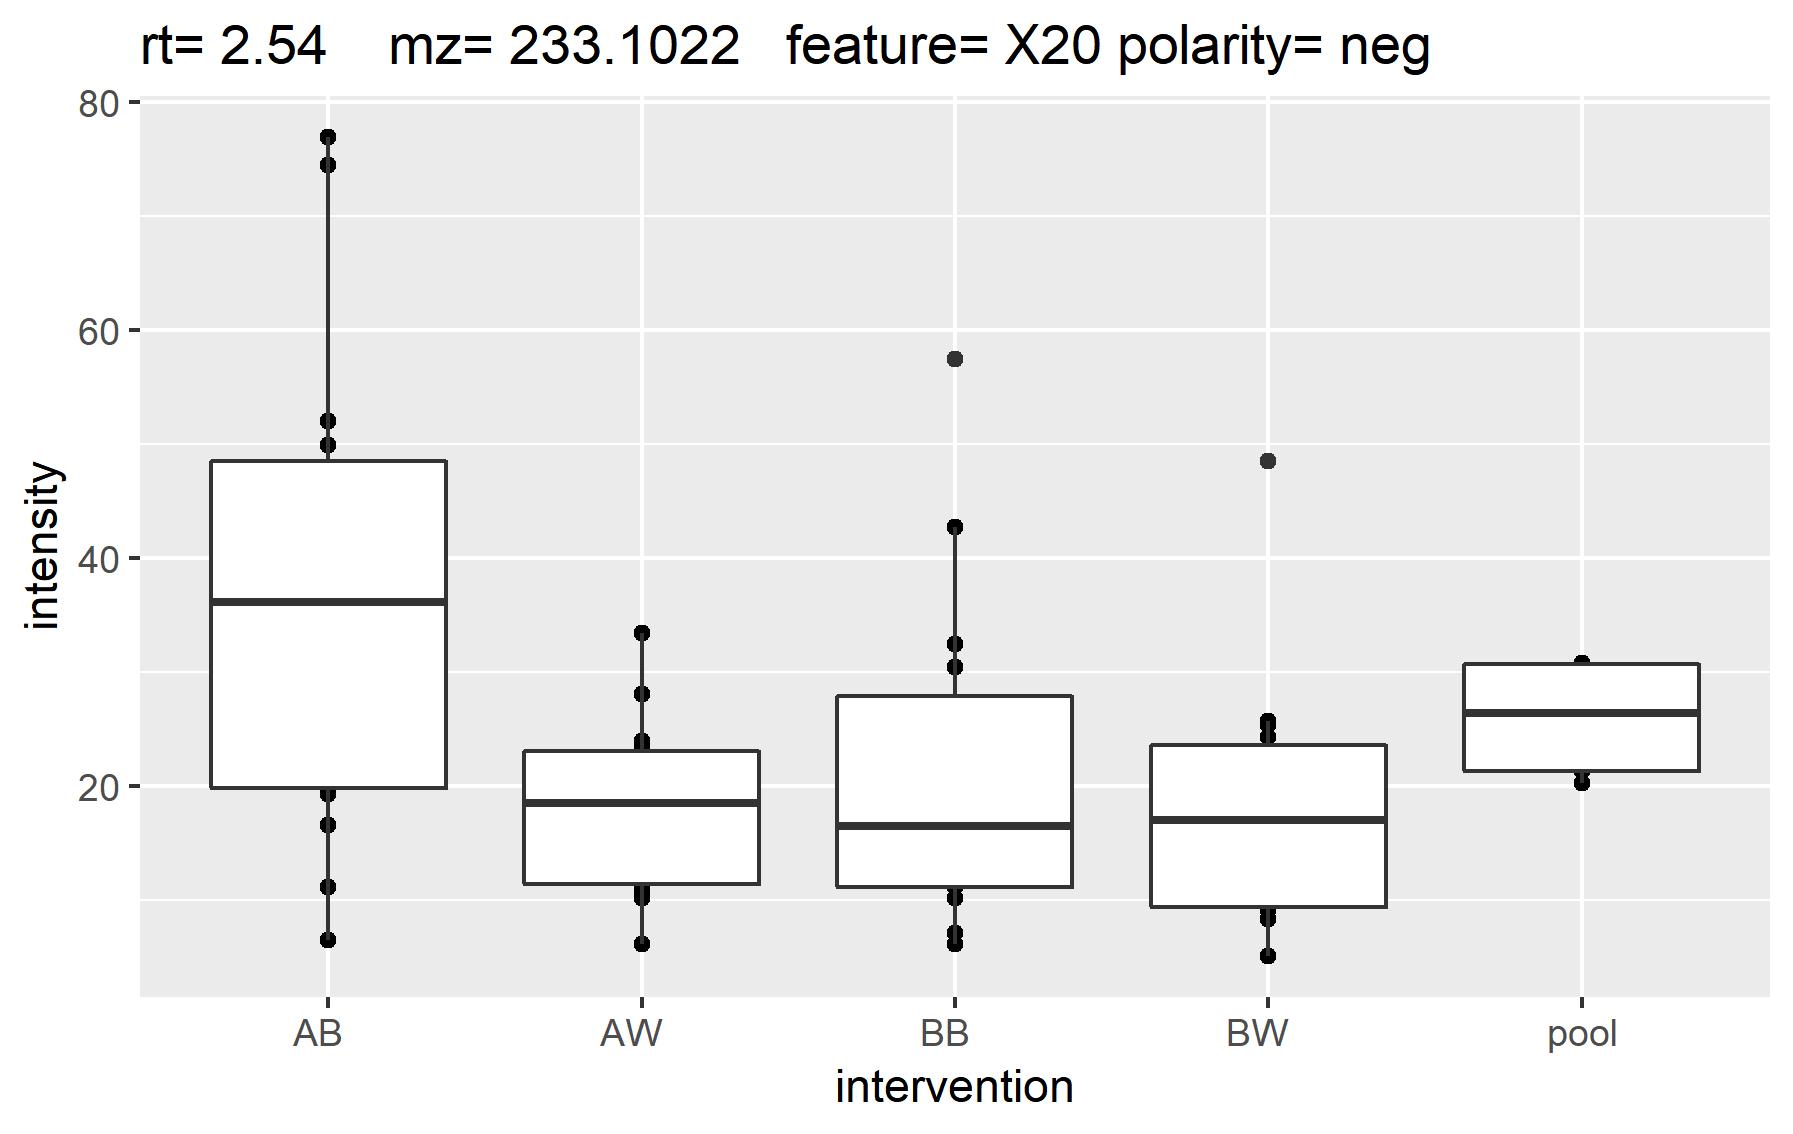 rt= 2.54    mz= 233.1022   feature= X20 polarity= neg
80
60
40
20
intensity
AB AW BB BW pool
intervention